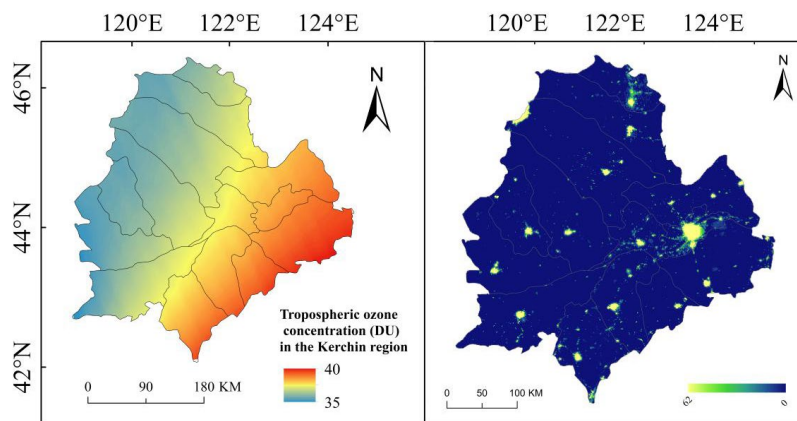 120°E 122°E 124°E
46°N
44°N
42°N
N
Tropospheric ozone
concentration (DU)
in the Kerchin region
40
35
0 90 180 KM
120°E 122°E 124°E
N
0 50 100 KM
62 0